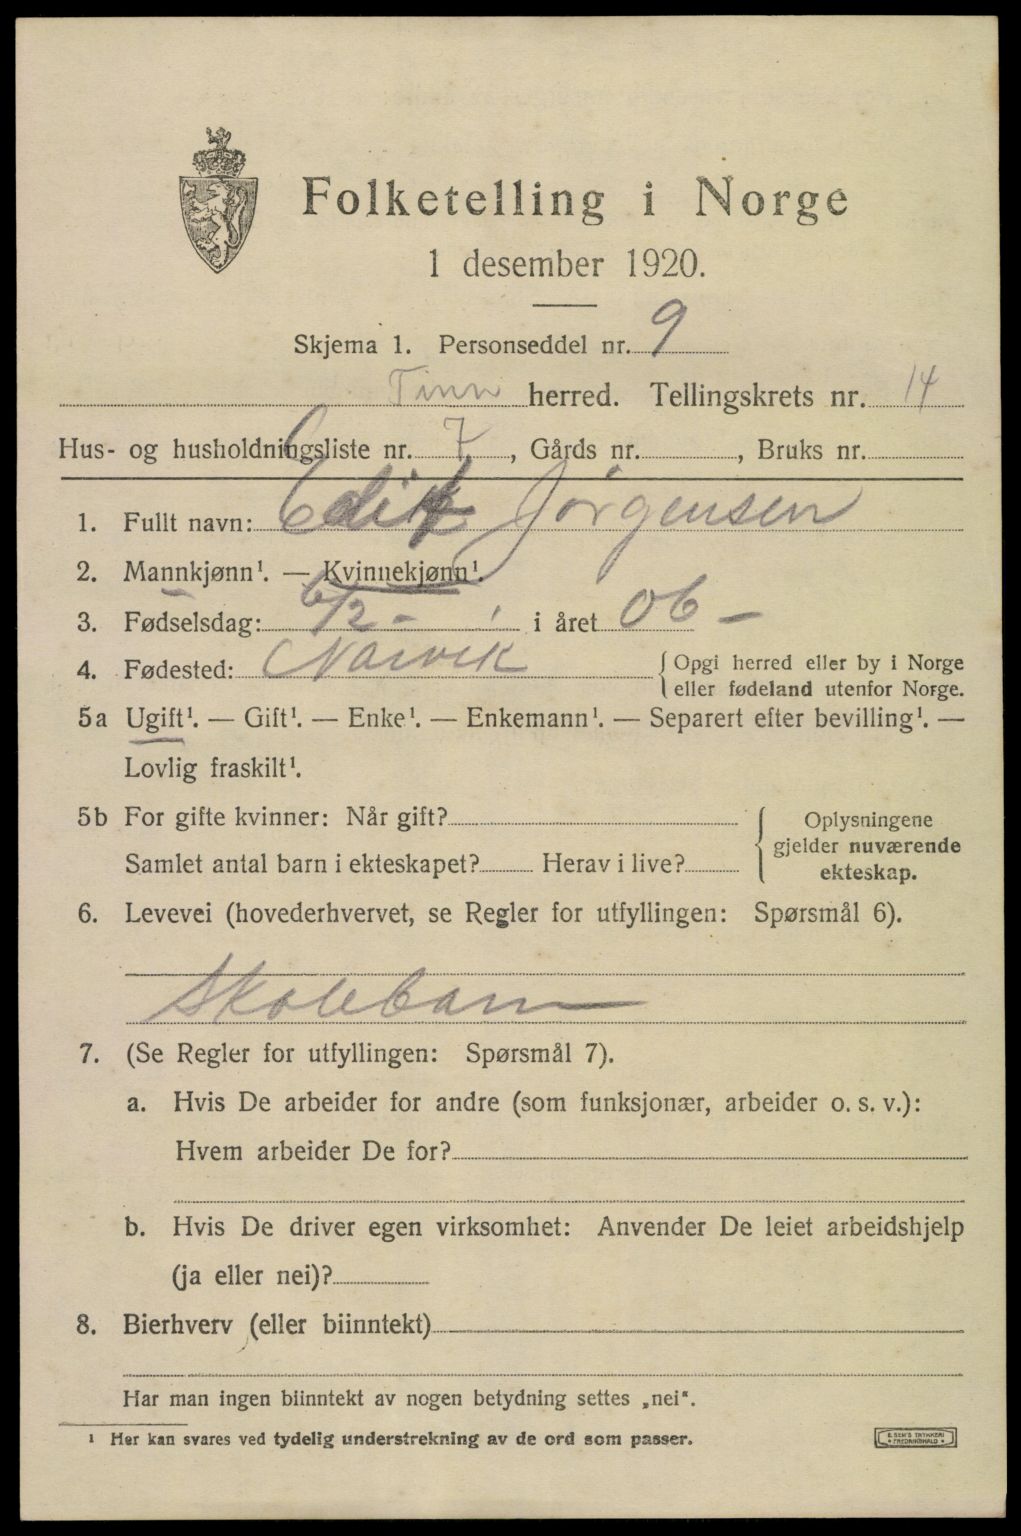 Folketelling i Norge
1 desember 1920.
Skjema 1. Personseddel nr. 9
Tinn herred. Tellingskrets nr. 14
Hus- og husholdningsliste nr. 7, Gårds nr. , Bruks nr.
1. Fullt navn: Edit Jörgensen
2. Mannkjønn¹. — Kvinnekjønn¹.
3. Fødselsdag: 6/2 - i året 06 -
4. Fødested: Narvik { Opgi herred eller by i Norge
eller fødeland utenfor Norge.
5a Ugift¹. — Gift¹. — Enke¹. — Enkemann¹. — Separert efter bevilling¹. —
Lovlig fraskilt¹.
5b For gifte kvinner: Når gift?
Samlet antal barn i ekteskapet? Herav i live?
{ Oplysningene
gjelder nuværende
ekteskap.
6. Levevei (hovederhvervet, se Regler for utfyllingen: Spørsmål 6).
Skolebarn
7. (Se Regler for utfyllingen: Spørsmål 7).
a. Hvis De arbeider for andre (som funksjonær, arbeider o. s. v.):
Hvem arbeider De for?
b. Hvis De driver egen virksomhet: Anvender De leiet arbeidshjelp
(ja eller nei)?
8. Bierhverv (eller biinntekt)
Har man ingen biinntekt av nogen betydning settes „nei".
¹ Her kan svares ved tydelig understrekning av de ord som passer.
E. SEM'S TRYKKERI
• FREDRIKSHALD •